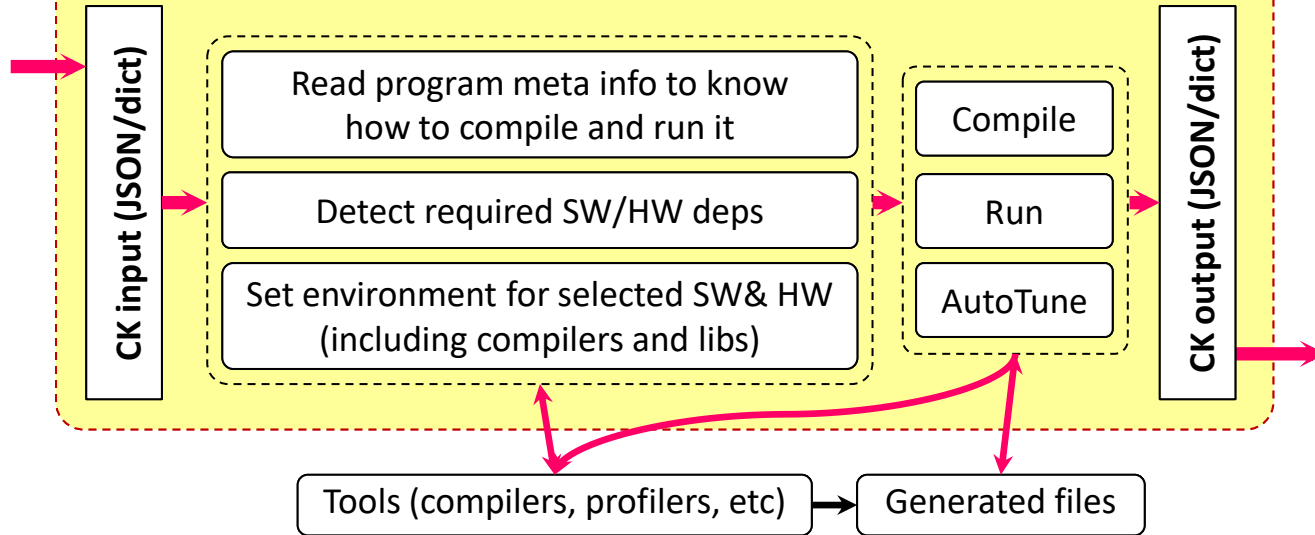 CK input (JSON/dict)
Read program meta info to know
how to compile and run it
Detect required SW/HW deps
Set environment for selected SW& HW
(including compilers and libs)
Compile
Run
AutoTune
CK output (JSON/dict)
Tools (compilers, profilers, etc)
Generated files